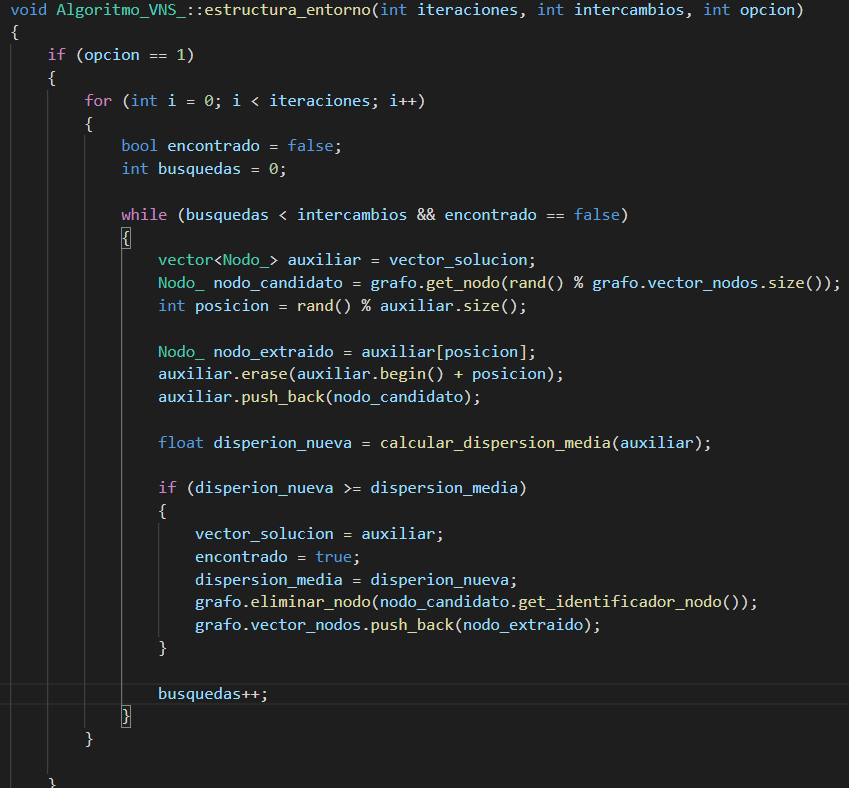 void Algoritmo_VNS_::estructura_entorno(int iteraciones, int intercambios, int opcion)
{
    if (opcion == 1)
    {
        for (int i = 0; i < iteraciones; i++)
        {
            bool encontrado = false;
            int busquedas = 0;

            while (busquedas < intercambios && encontrado == false)
            {
                vector<Nodo_> auxiliar = vector_solucion;
                Nodo_ nodo_candidato = grafo.get_nodo(rand() % grafo.vector_nodos.size());
                int posicion = rand() % auxiliar.size();

                Nodo_ nodo_extraido = auxiliar[posicion];
                auxiliar.erase(auxiliar.begin() + posicion);
                auxiliar.push_back(nodo_candidato);

                float disperion_nueva = calcular_dispersion_media(auxiliar);

                if (disperion_nueva >= dispersion_media)
                {
                    vector_solucion = auxiliar;
                    encontrado = true;
                    dispersion_media = disperion_nueva;
                    grafo.eliminar_nodo(nodo_candidato.get_identificador_nodo());
                    grafo.vector_nodos.push_back(nodo_extraido);
                }

                busquedas++;
            }
        }

    }